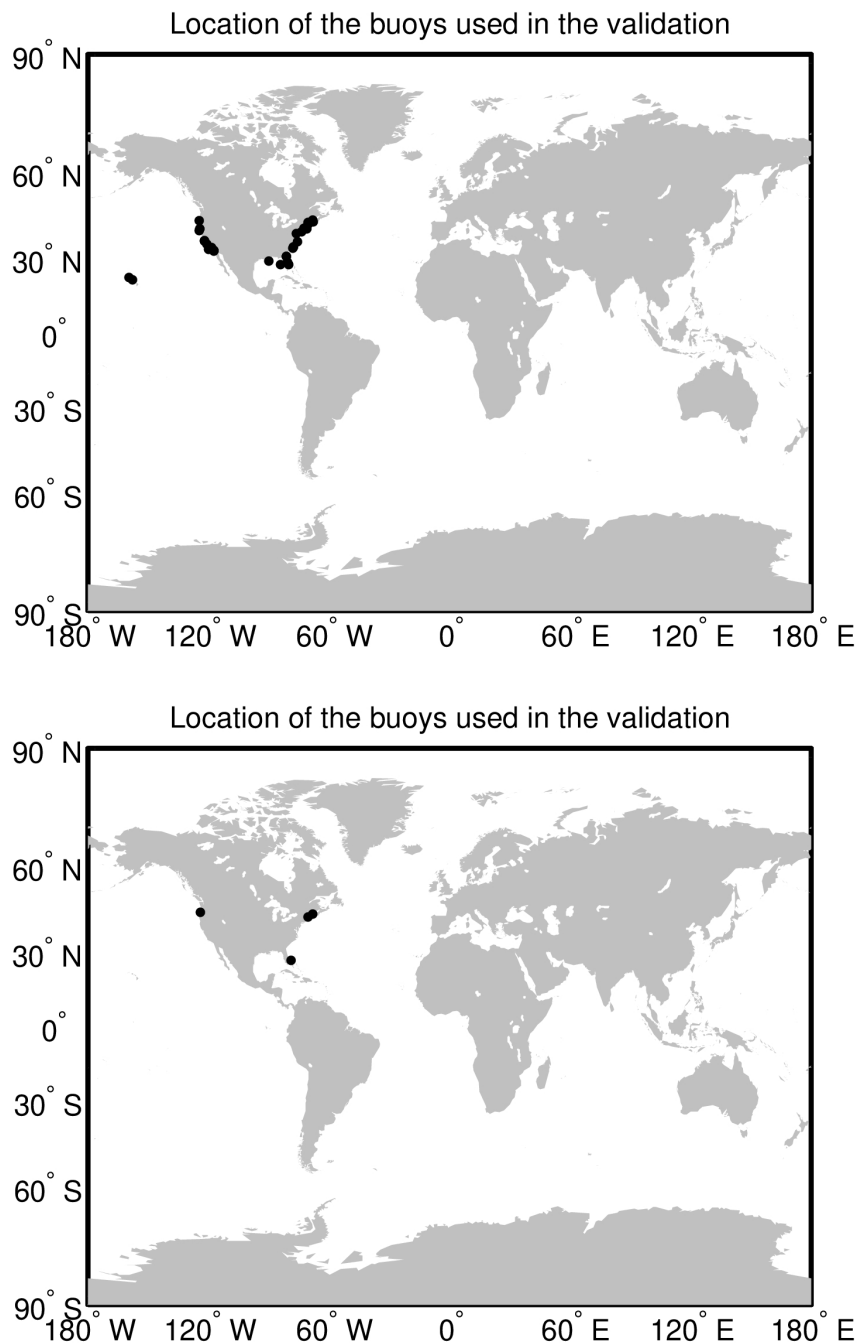 Location of the buoys used in the validation
90° N
60° N
30° N
0°
30° S
60° S
90° S
180° W 120° W 60° W 0° 60° E 120° E 180° E
Location of the buoys used in the validation
90° N
60° N
30° N
0°
30° S
60° S
90° S
180° W 120° W 60° W 0° 60° E 120° E 180° E